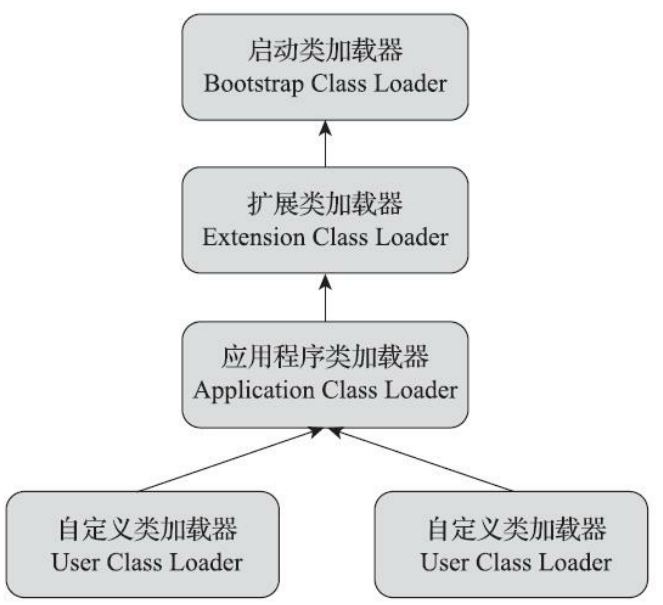 启动类加载器
Bootstrap Class Loader
扩展类加载器
Extension Class Loader
应用程序类加载器
Application Class Loader
自定义类加载器
User Class Loader
自定义类加载器
User Class Loader